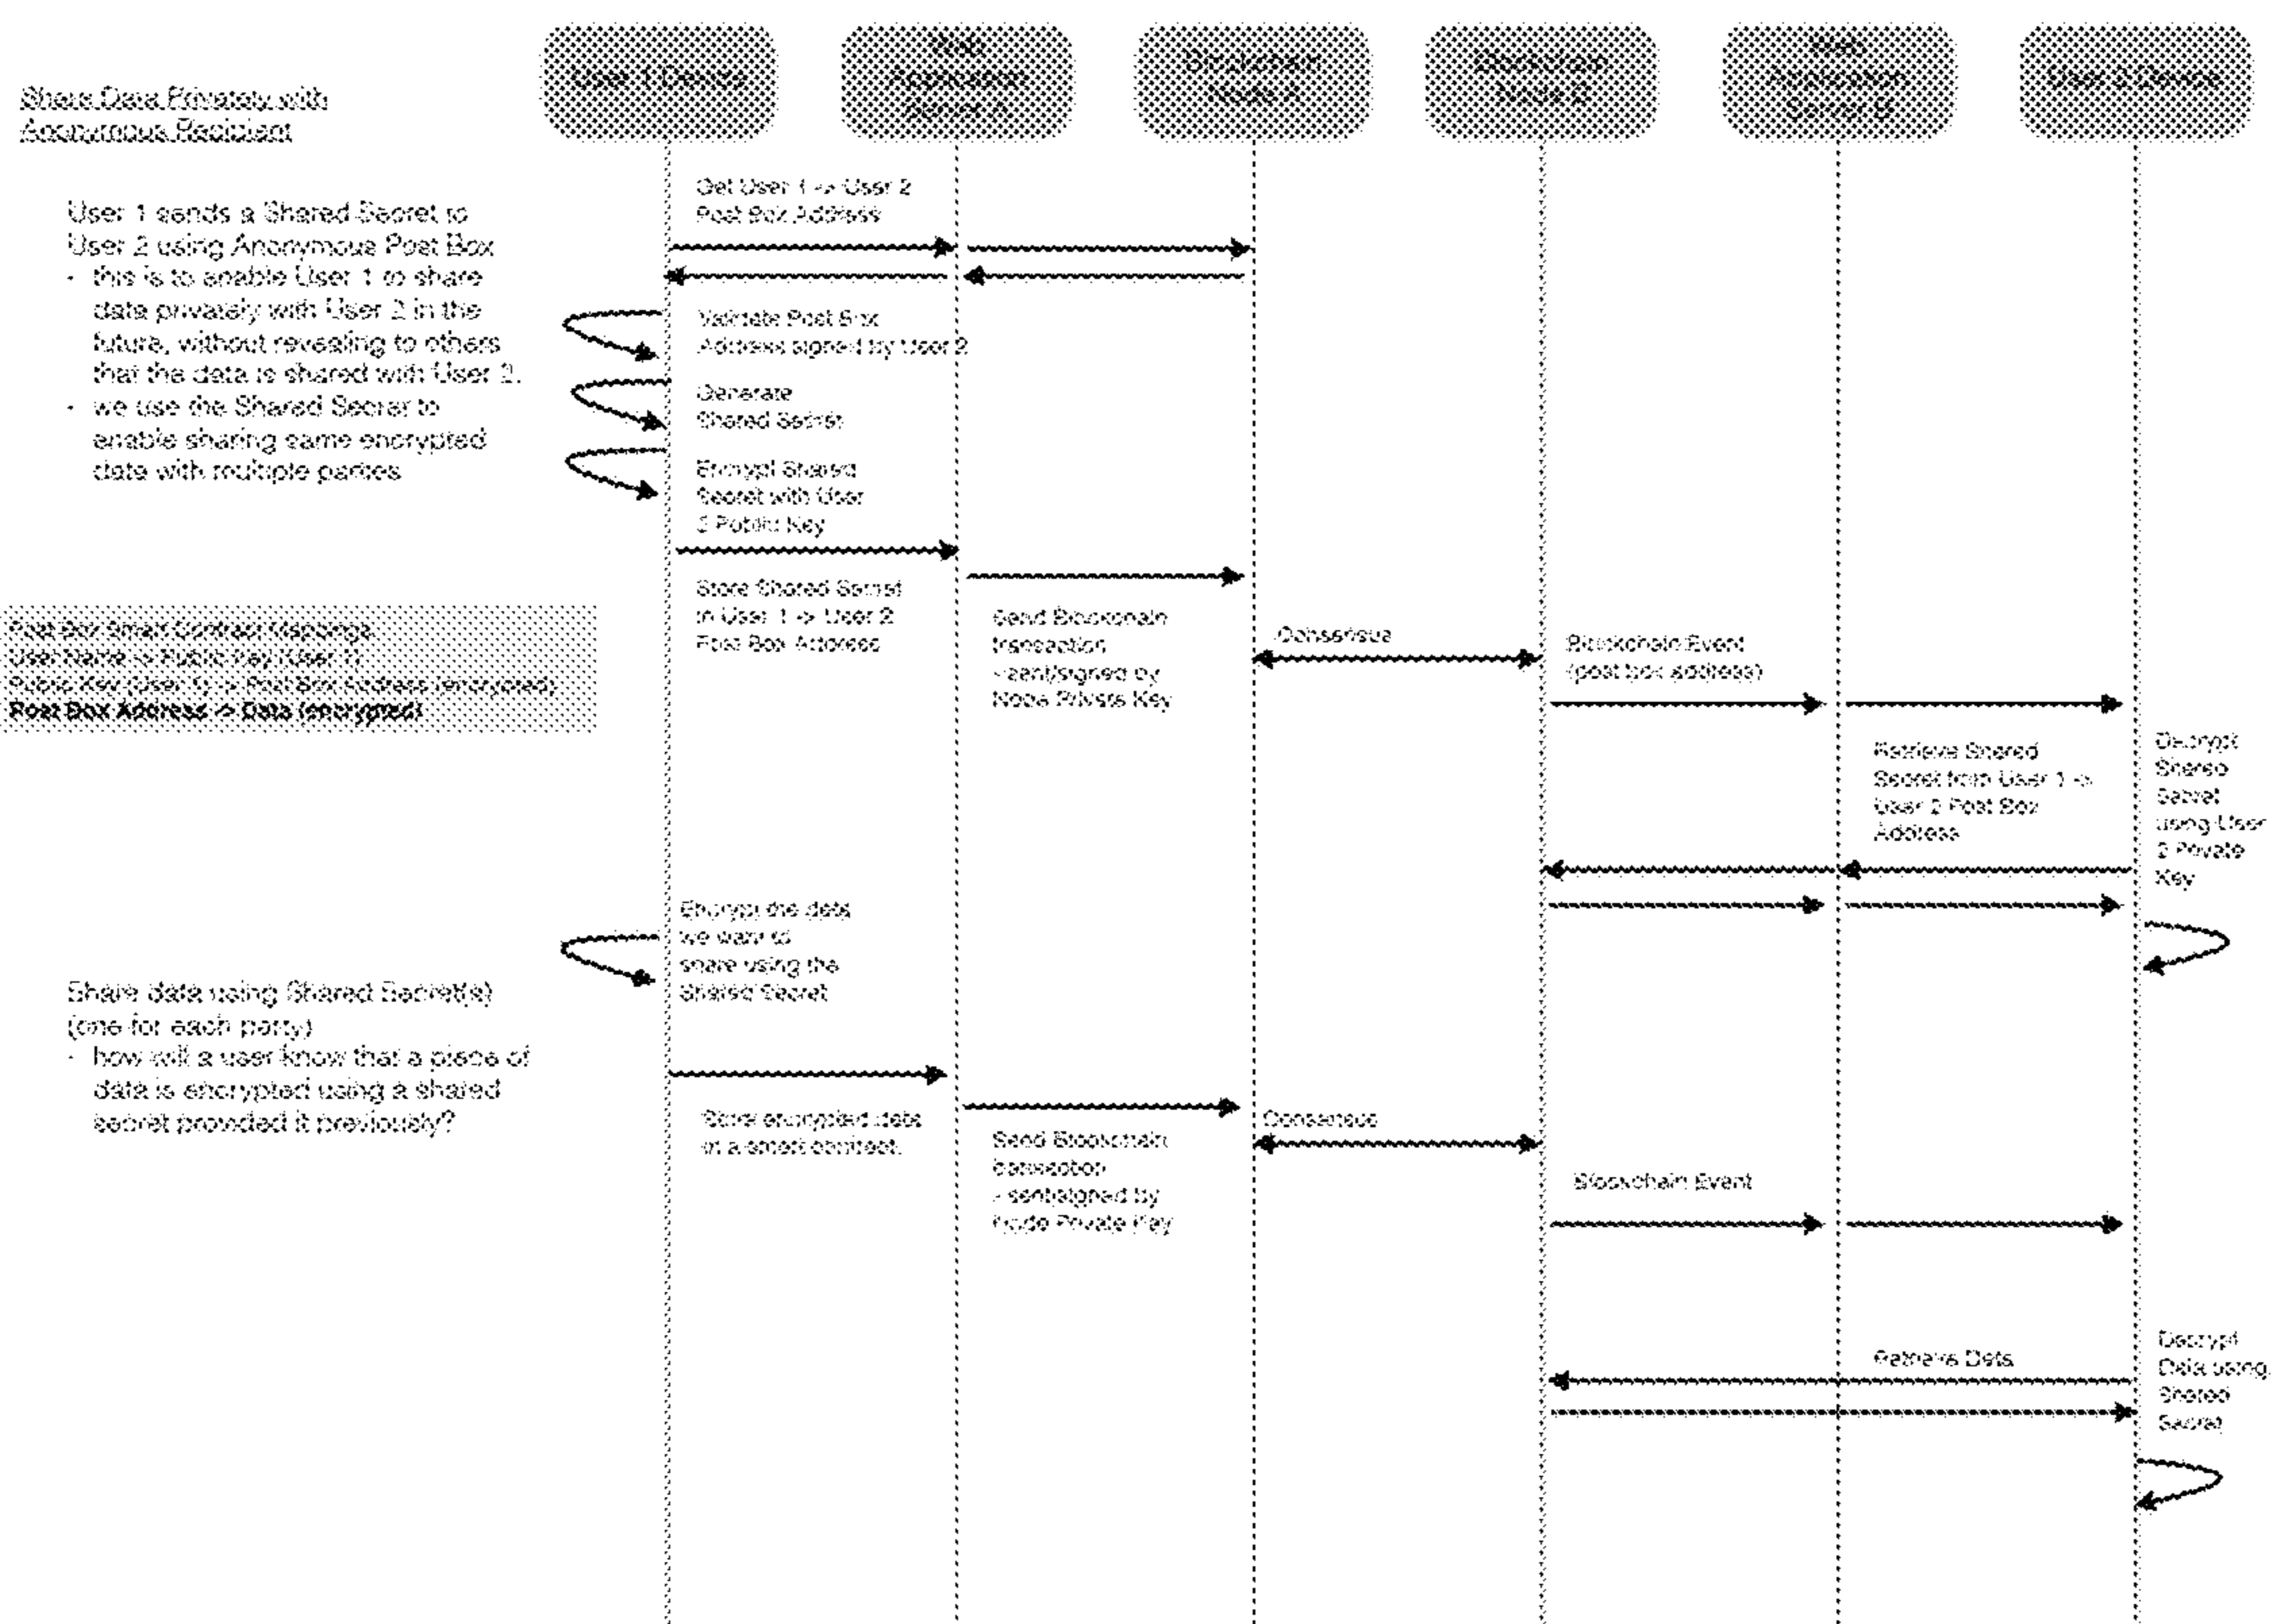 Share Data Privately with
Anonymous Recipient
User 1 Device
Web
Application
Server A
Blockchain
Node A
Blockchain
Node B
Web
Application
Server B
User 2 Device
User 1 sends a Shared Secret to
User 2 using Anonymous Post Box
- this is to enable User 1 to share
data privately with User 2 in the
future, without revealing to others
that the data is shared with User 2.
- we use the Shared Secret to
enable sharing same encrypted
data with multiple parties
Get User 1 -> User 2
Post Box Address
Validate Post Box
Address signed by User 2
Generate
Shared Secret
Encrypt Shared
Secret with User
2 Public Key
Store Shared Secret
in User 1 -> User 2
Post Box Address
Send Blockchain
transaction
- sent/signed by
Node Private Key
Consensus
Blockchain Event
(post box address)
Post Box Smart Contract Mappings
User Name -> Public Key (User 1)
Public Key (User 1) -> Post Box Address (encrypted)
Post Box Address -> Data (encrypted)
Retrieve Shared
Secret from User 1 ->
User 2 Post Box
Address
Decrypt
Shared
Secret
using User
2 Private
Key
Encrypt the data
we want to
share using the
Shared Secret
Share data using Shared Secret(s)
(one for each party)
- how will a user know that a piece of
data is encrypted using a shared
secret provided it previously?
Store encrypted data
in a smart contract.
Send Blockchain
transaction
- sent/signed by
Node Private Key
Consensus
Blockchain Event
Retrieve Data
Decrypt
Data using
Shared
Secret